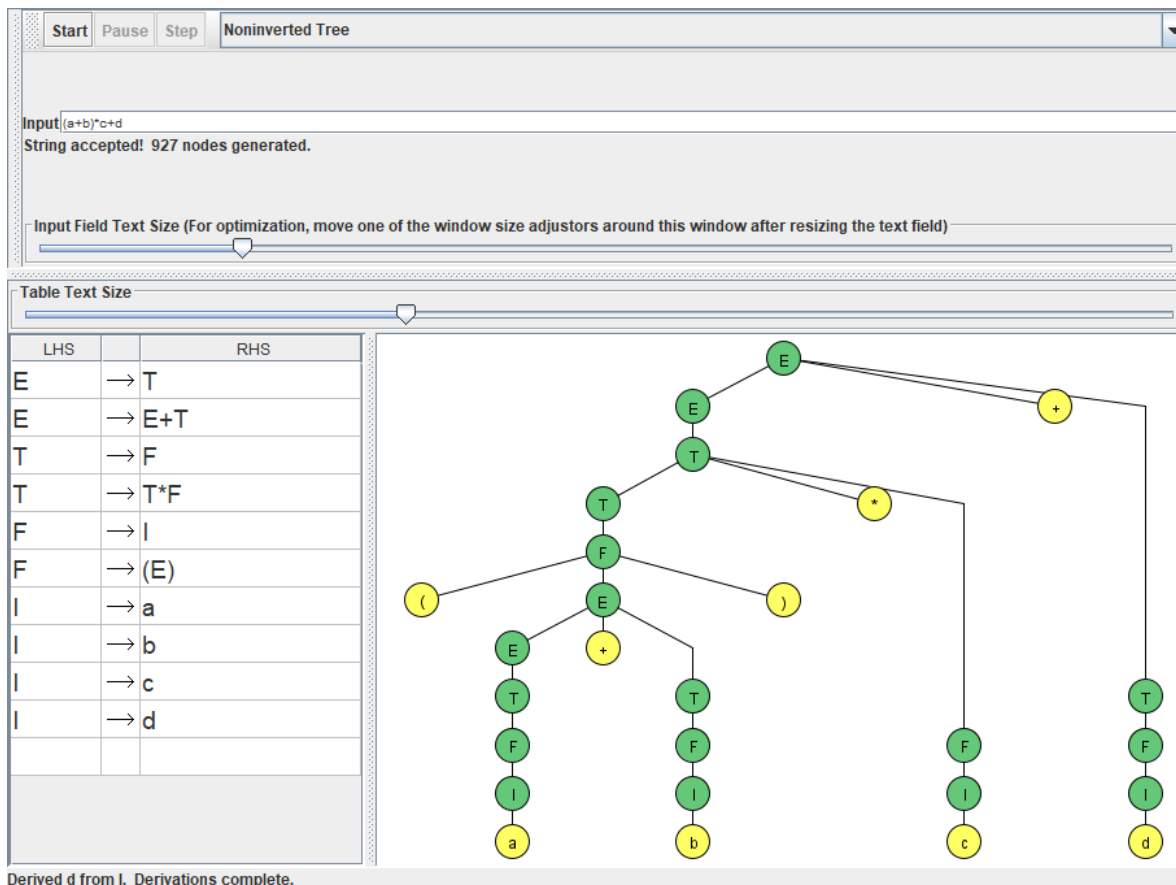 Start Pause Step Noninverted Tree
Input (a+b)*c+d
String accepted! 927 nodes generated.
Input Field Text Size (For optimization, move one of the window size adjustors around this window after resizing the text field)
Table Text Size
LHS RHS
E → T
E → E+T
T → F
T → T*F
F → I
F → (E)
I → a
I → b
I → c
I → d
E
E +
T
T *
F
( E )
E +
T T T
F F F F
I I I I
a b c d
Derived d from I. Derivations complete.